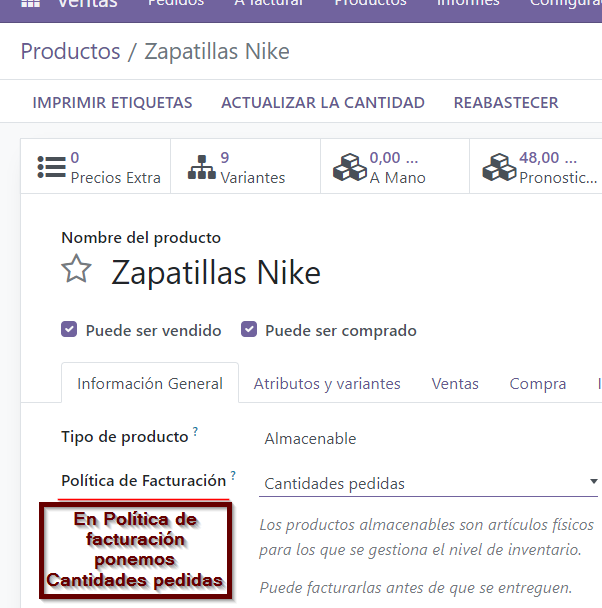 Ventas Pedidos A facturar Productos Informes
Productos / Zapatillas Nike
IMPRIMIR ETIQUETAS ACTUALIZAR LA CANTIDAD REABASTECER
0 9 0,00 ... 48,00 ...
Precios Extra Variantes A Mano Pronostic...
Nombre del producto
Zapatillas Nike
Puede ser vendido Puede ser comprado
Información General Atributos y variantes Ventas Compra
Tipo de producto ? Almacenable
Política de Facturación ? Cantidades pedidas
En Política de
facturación
ponemos
Cantidades pedidas
Los productos almacenables son artículos físicos
para los que se gestiona el nivel de inventario.
Puede facturarlas antes de que se entreguen.